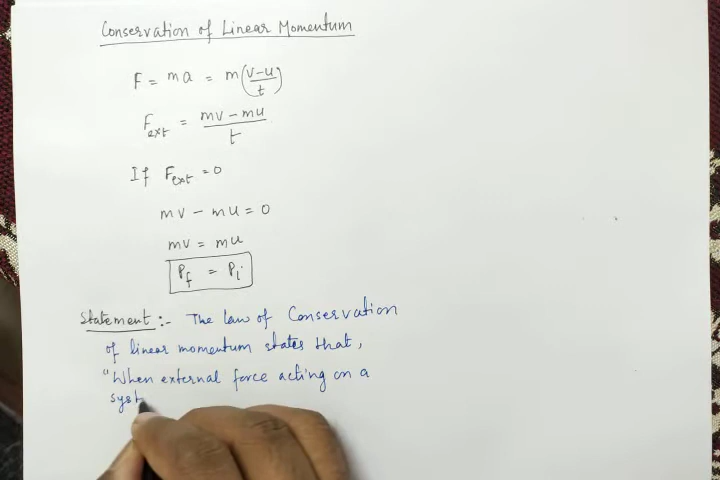 Conservation of Linear Momentum
F = ma = m(v-u/t)
Fext = mv - mu/t
If Fext = 0
mv - mu = 0
mv = mu
Pf = Pi
Statement :- The law of Conservation
of linear momentum states that,
"When external force acting on a
syst